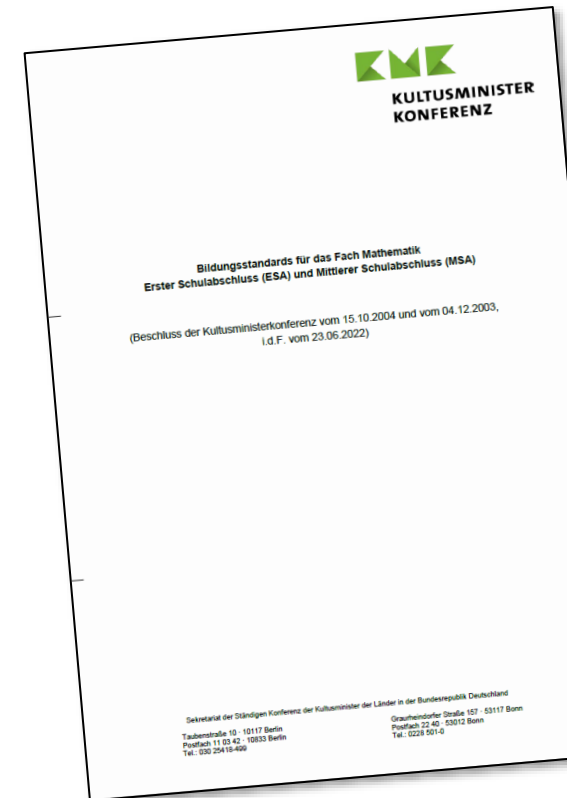 KMK
KULTUSMINISTER
KONFERENZ
Bildungsstandards für das Fach Mathematik
Erster Schulabschluss (ESA) und Mittlerer Schulabschluss (MSA)
(Beschluss der Kultusministerkonferenz vom 15.10.2004 und vom 04.12.2003,
i.d.F. vom 23.06.2022)
Sekretariat der Ständigen Konferenz der Kultusminister der Länder in der Bundesrepublik Deutschland
Taubenstraße 10 · 10117 Berlin
Postfach 11 03 42 · 10833 Berlin
Tel.: 030 25418-499
Graurheindorfer Straße 157 · 53117 Bonn
Postfach 22 40 · 53012 Bonn
Tel.: 0228 501-0